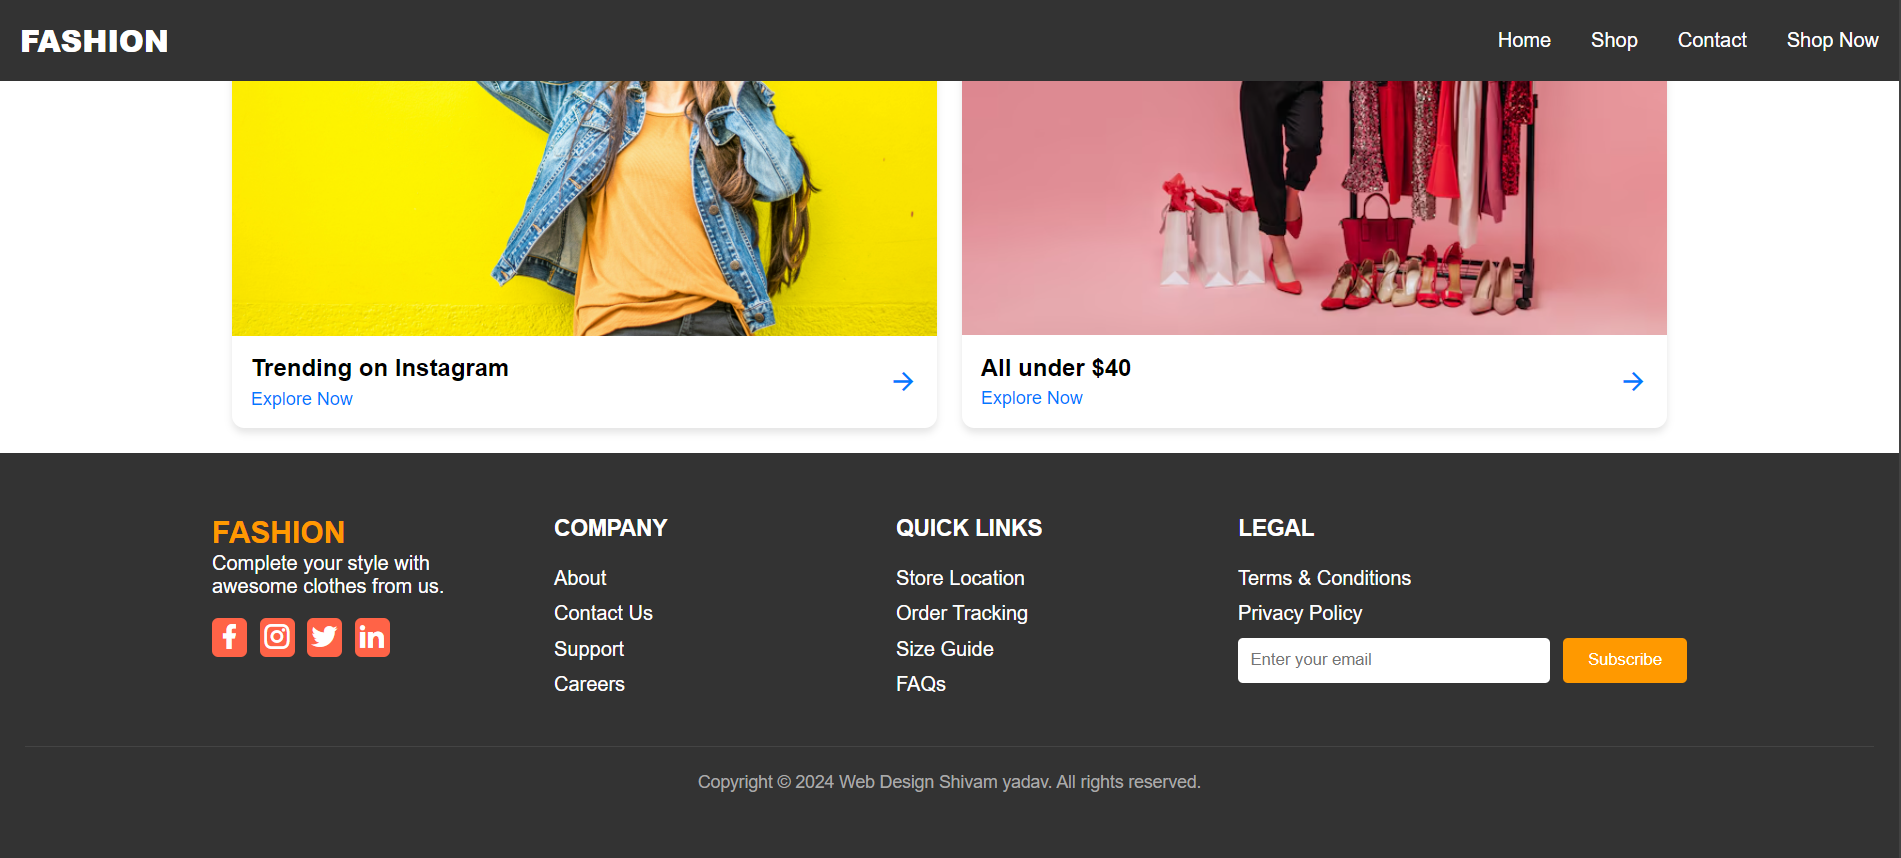 FASHION
Home Shop Contact Shop Now
Trending on Instagram
Explore Now
All under $40
Explore Now
FASHION
Complete your style with
awesome clothes from us.
COMPANY
About
Contact Us
Support
Careers
QUICK LINKS
Store Location
Order Tracking
Size Guide
FAQs
LEGAL
Terms & Conditions
Privacy Policy
Enter your email
Subscribe
Copyright © 2024 Web Design Shivam yadav. All rights reserved.